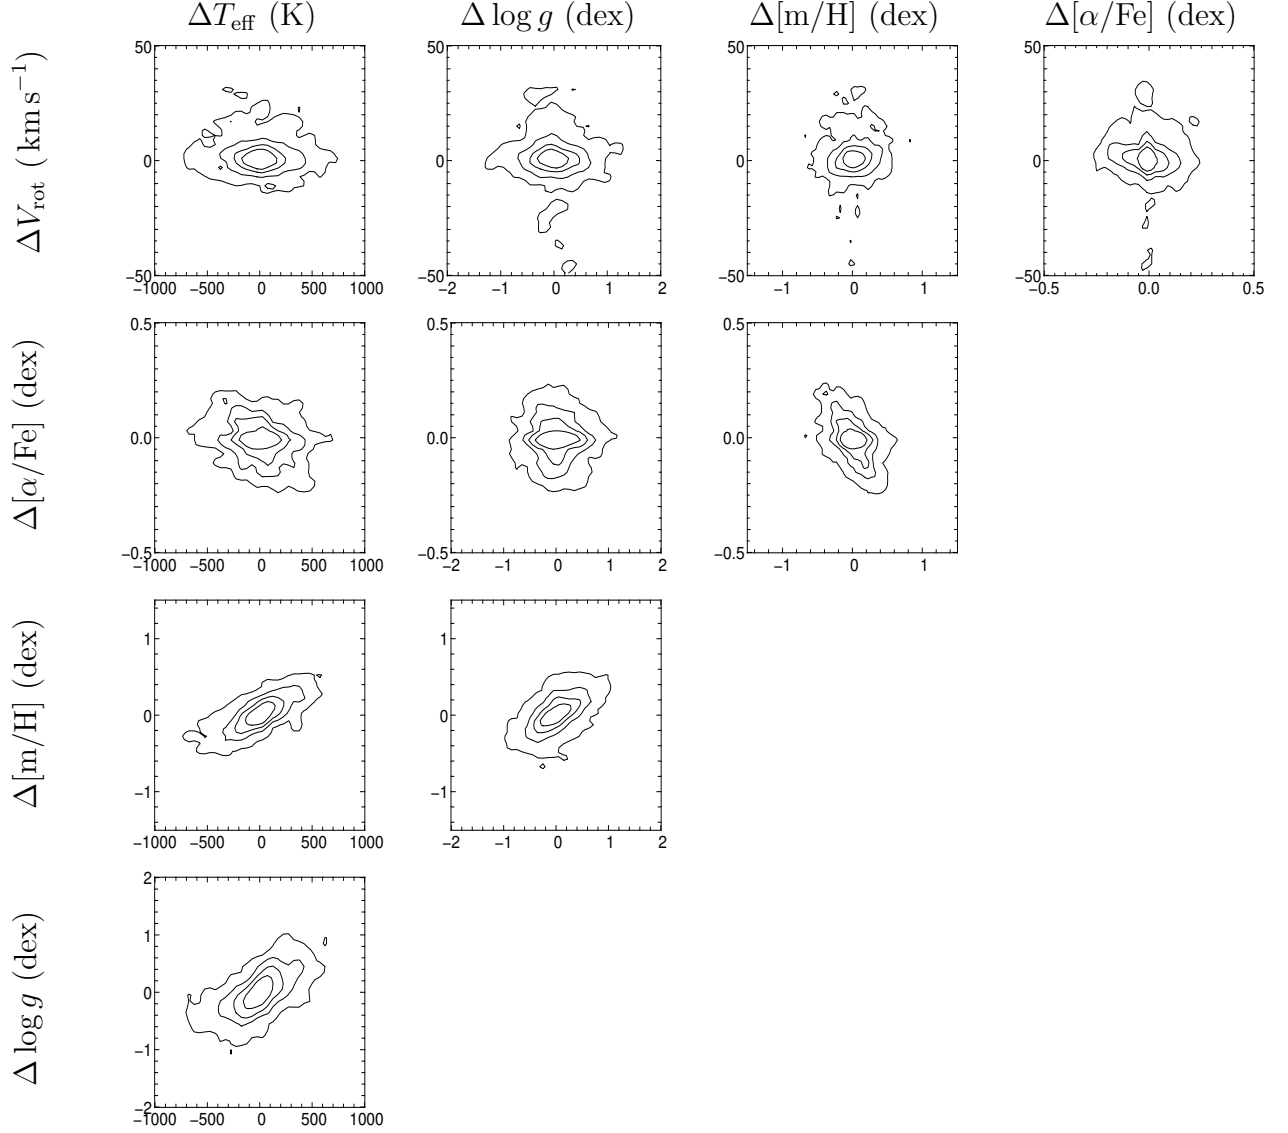 ΔT_eff (K) Δ log g (dex) Δ[m/H] (dex) Δ[α/Fe] (dex)
ΔV_rot (km s⁻¹)
50 50 50 50
0 0 0 0
−50 −50 −50 −50
−1000 −500 0 500 1000 −2 −1 0 1 2 −1 0 1 −0.5 0.0 0.5
Δ[α/Fe] (dex)
0.5 0.5 0.5
0.0 0.0 0.0
−0.5 −0.5 −0.5
−1000 −500 0 500 1000 −2 −1 0 1 2 −1 0 1
Δ[m/H] (dex)
1 1
0 0
−1 −1
−1000 −500 0 500 1000 −2 −1 0 1 2
Δ log g (dex)
2
1
0
−1
−2
−1000 −500 0 500 1000